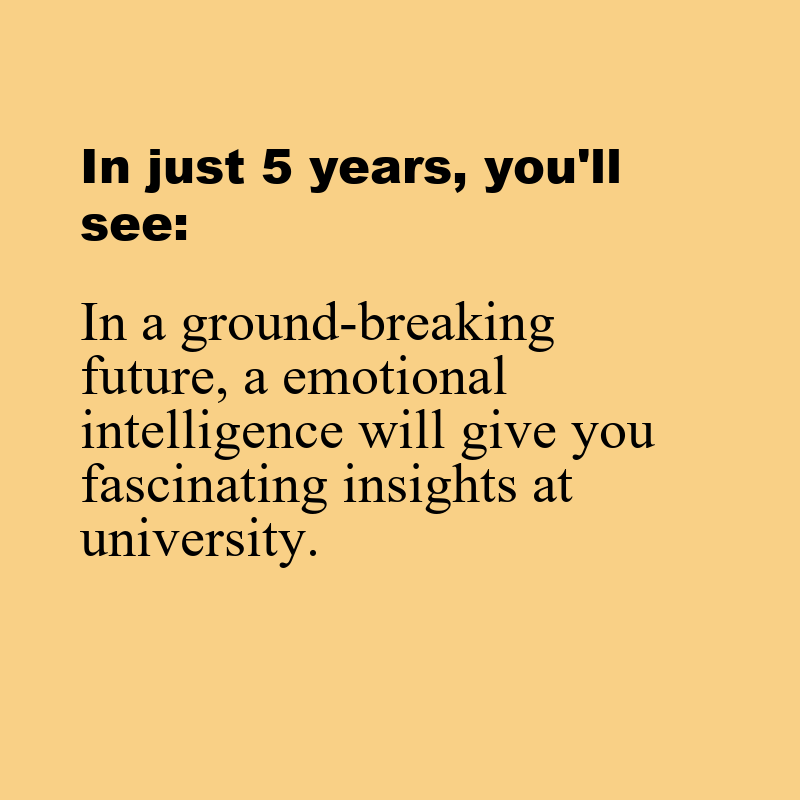 In just 5 years, you'll
see:
In a ground-breaking
future, a emotional
intelligence will give you
fascinating insights at
university.